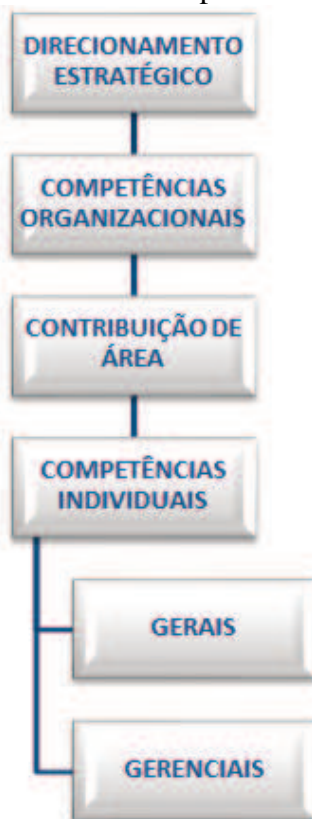 DIRECIONAMENTO
ESTRATÉGICO
COMPETÊNCIAS
ORGANIZACIONAIS
CONTRIBUIÇÃO DE
ÁREA
COMPETÊNCIAS
INDIVIDUAIS
GERAIS
GERENCIAIS